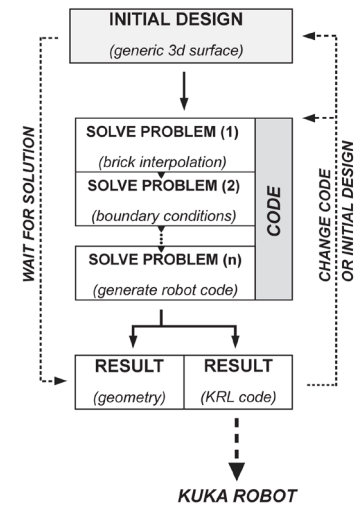 INITIAL DESIGN
(generic 3d surface)
SOLVE PROBLEM (1)
(brick interpolation)
SOLVE PROBLEM (2)
(boundary conditions)
SOLVE PROBLEM (n)
(generate robot code)
CODE
WAIT FOR SOLUTION
CHANGE CODE
OR INITIAL DESIGN
RESULT
(geometry)
RESULT
(KRL code)
KUKA ROBOT